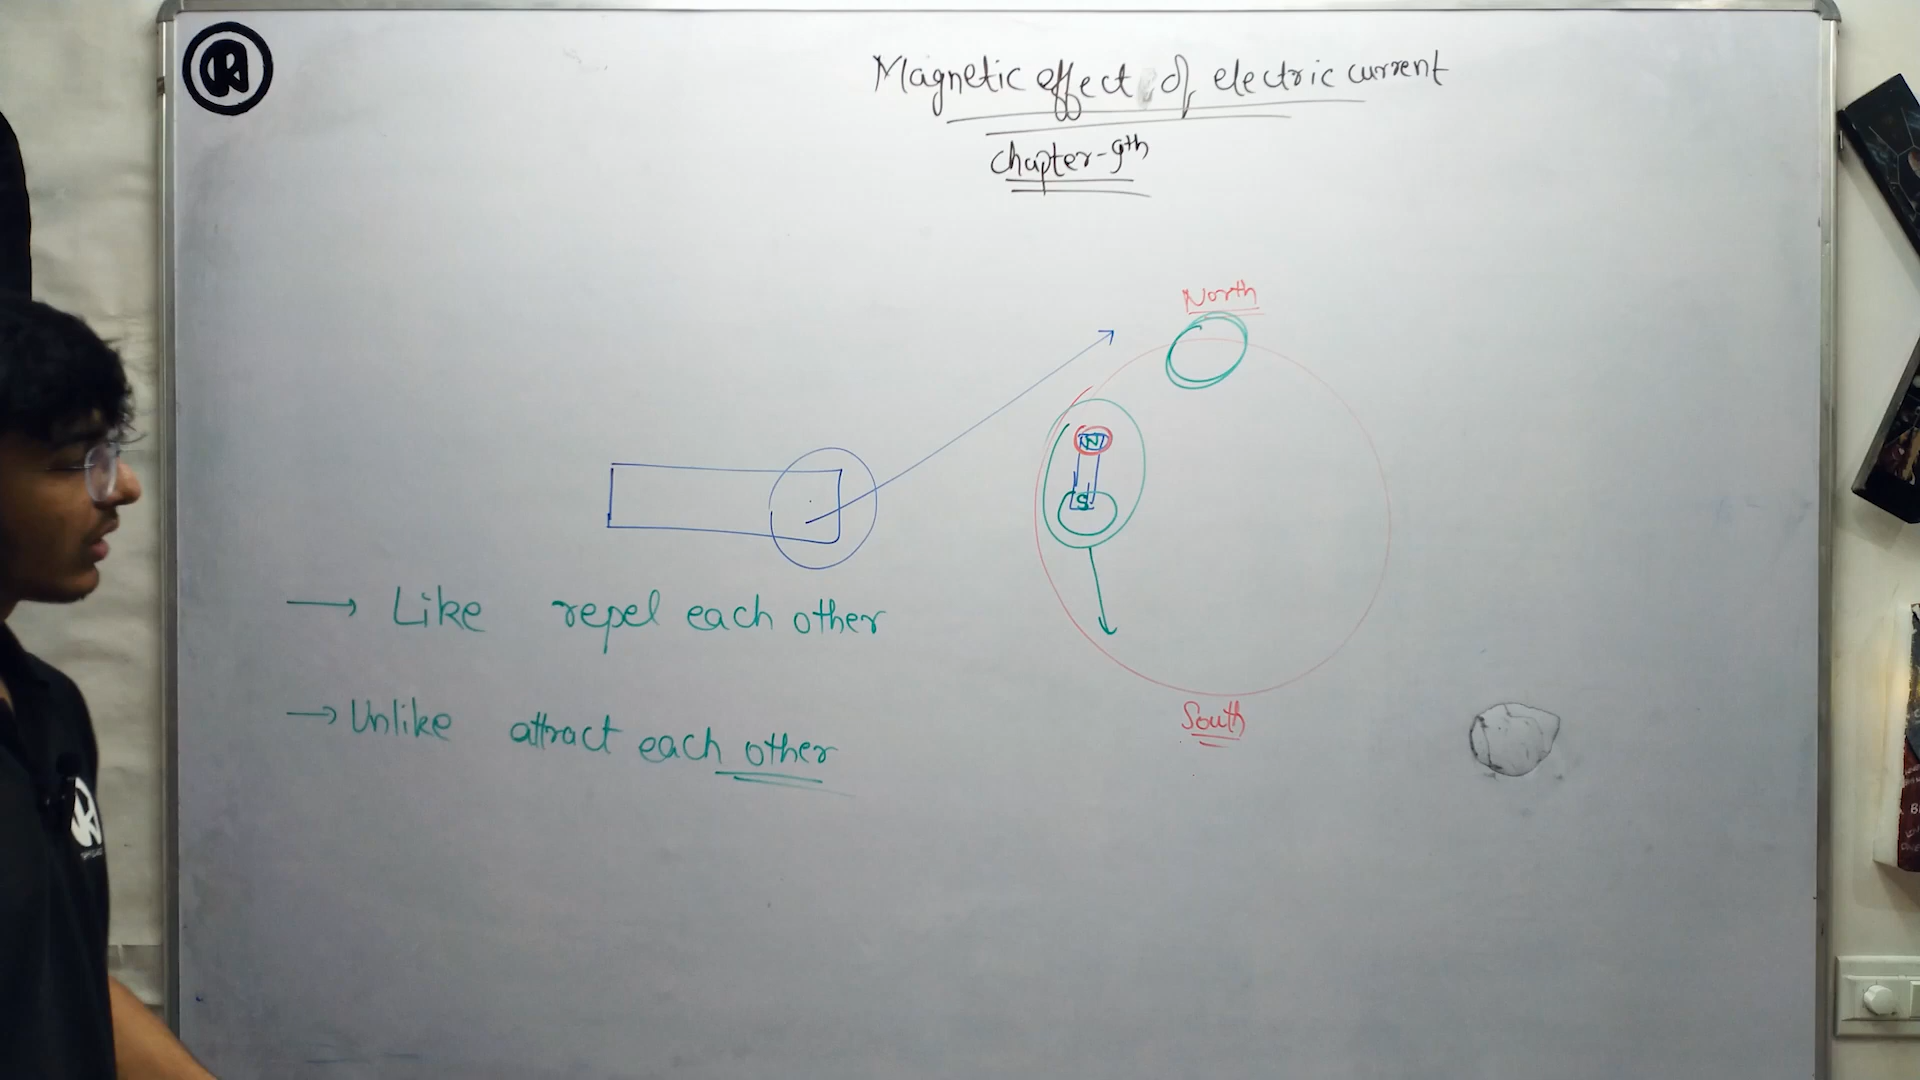 Magnetic effect of electric current
Chapter-9th
North
N
S
→ Like repel each other
→ Unlike attract each other
South